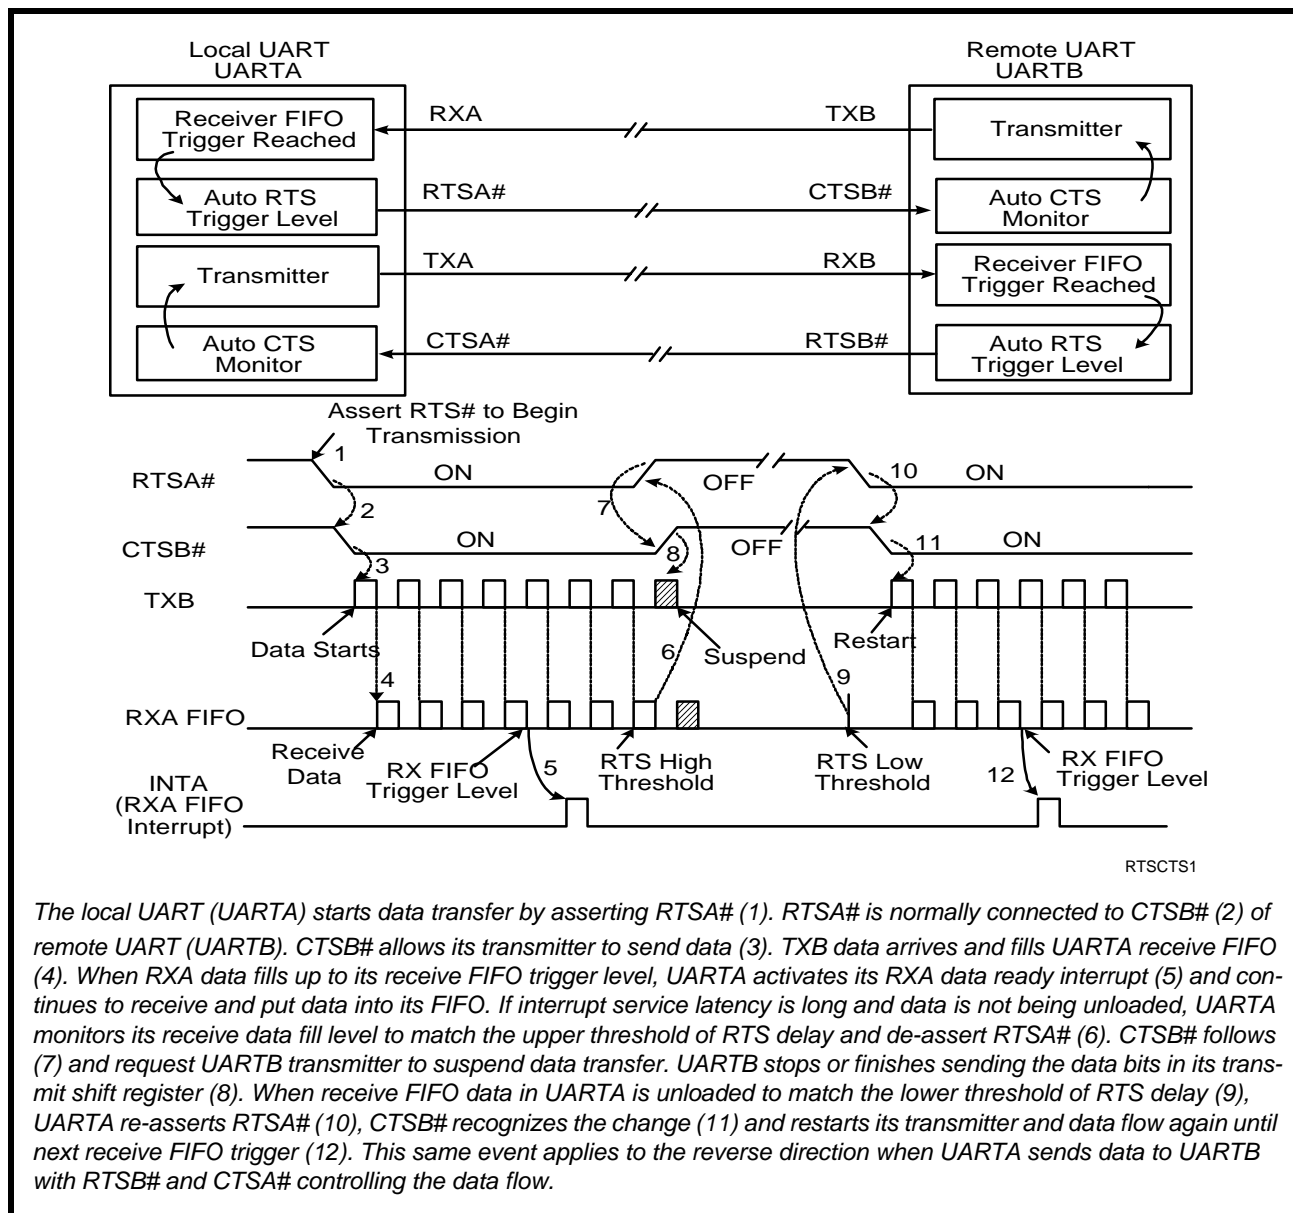 Local UART
UARTA
Remote UART
UARTB
Receiver FIFO
Trigger Reached
RXA
TXB
Transmitter
Auto RTS
Trigger Level
RTSA#
CTSB#
Auto CTS
Monitor
Transmitter
TXA
RXB
Receiver FIFO
Trigger Reached
Auto CTS
Monitor
CTSA#
RTSB#
Auto RTS
Trigger Level
Assert RTS# to Begin
Transmission
RTSA#
1
ON
OFF
10
ON
2
7
CTSB#
ON
8
OFF
11
ON
3
TXB
Data Starts
6
Suspend
Restart
4
9
RXA FIFO
Receive
Data
RX FIFO
Trigger Level
5
RTS High
Threshold
RTS Low
Threshold
12
RX FIFO
Trigger Level
INTA
(RXA FIFO
Interrupt)
RTSCTS1
The local UART (UARTA) starts data transfer by asserting RTSA# (1). RTSA# is normally connected to CTSB# (2) of
remote UART (UARTB). CTSB# allows its transmitter to send data (3). TXB data arrives and fills UARTA receive FIFO
(4). When RXA data fills up to its receive FIFO trigger level, UARTA activates its RXA data ready interrupt (5) and con-
tinues to receive and put data into its FIFO. If interrupt service latency is long and data is not being unloaded, UARTA
monitors its receive data fill level to match the upper threshold of RTS delay and de-assert RTSA# (6). CTSB# follows
(7) and request UARTB transmitter to suspend data transfer. UARTB stops or finishes sending the data bits in its trans-
mit shift register (8). When receive FIFO data in UARTA is unloaded to match the lower threshold of RTS delay (9),
UARTA re-asserts RTSA# (10), CTSB# recognizes the change (11) and restarts its transmitter and data flow again until
next receive FIFO trigger (12). This same event applies to the reverse direction when UARTA sends data to UARTB
with RTSB# and CTSA# controlling the data flow.